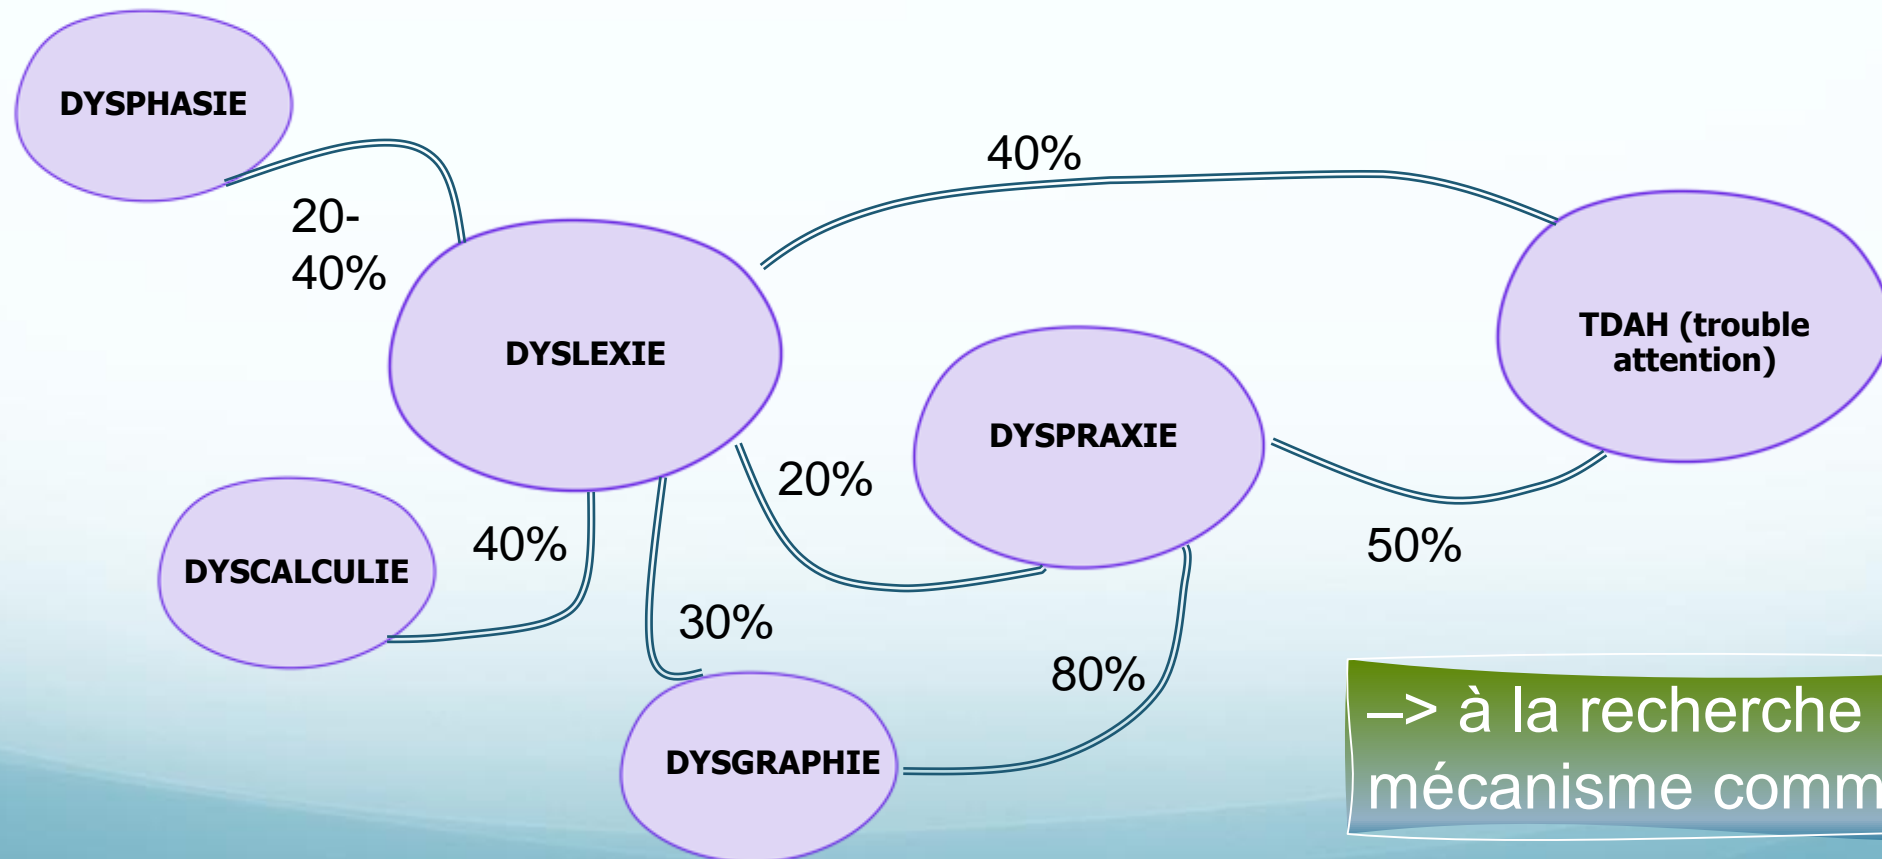 DYSPHASIE
40%
20-
40%
TDAH (trouble
attention)
DYSLEXIE
DYSPRAXIE
20%
40%
50%
DYSCALCULIE
30%
80%
–> à la recherche
mécanisme comm
DYSGRAPHIE